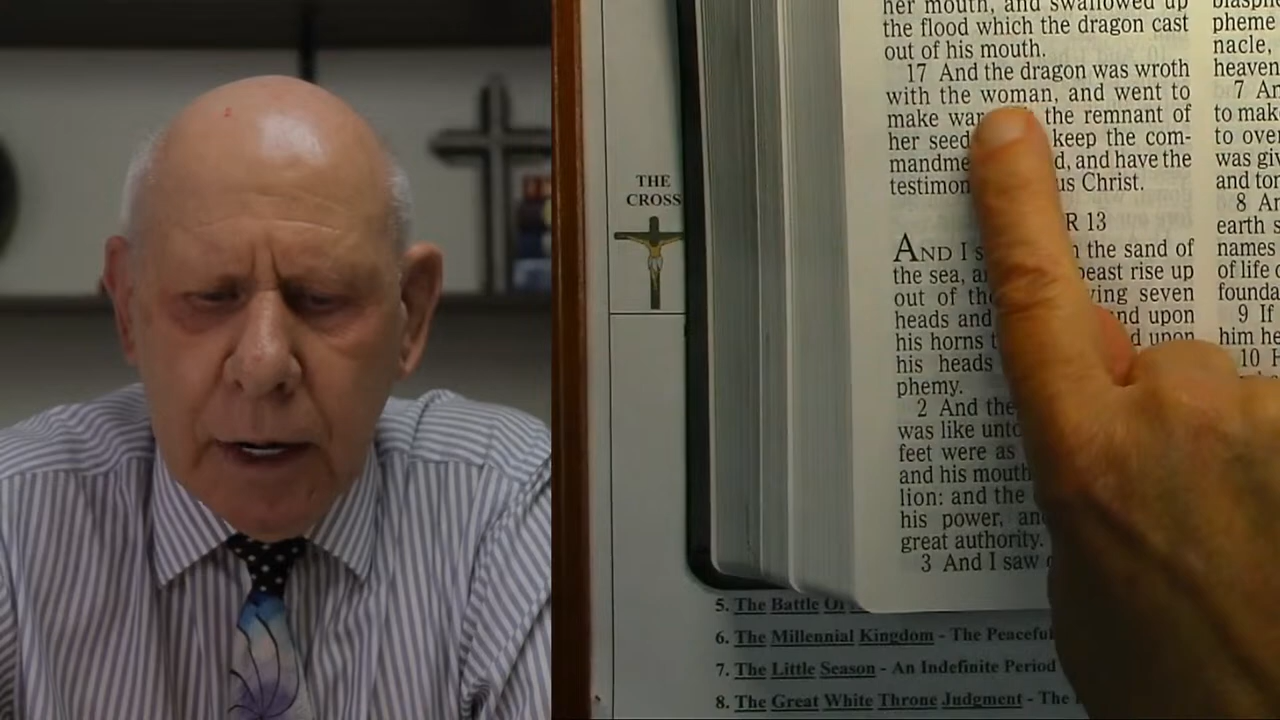 THE
CROSS
her mouth, and swallowed up
the flood which the dragon cast
out of his mouth.
17 And the dragon was wroth
with the woman, and went to
make war the remnant of
her seed keep the com-
mandme d, and have the
testimon us Christ.
R 13
AND I s the sand of
the sea, a beast rise up
out of the ving seven
heads and nd upon
his horns t d upon
his heads
phemy.
2 And the
was like unto
feet were as
and his mouth
lion: and the
his power, and
great authority.
3 And I saw
pheme
nacle,
heaven
7 An
to mak
to over
was giv
and ton
8 An
earth s
names
of life o
founda
9 If
him he
10
5. The Battle Of
6. The Millennial Kingdom - The Peaceful
7. The Little Season - An Indefinite Period
8. The Great White Throne Judgment - The